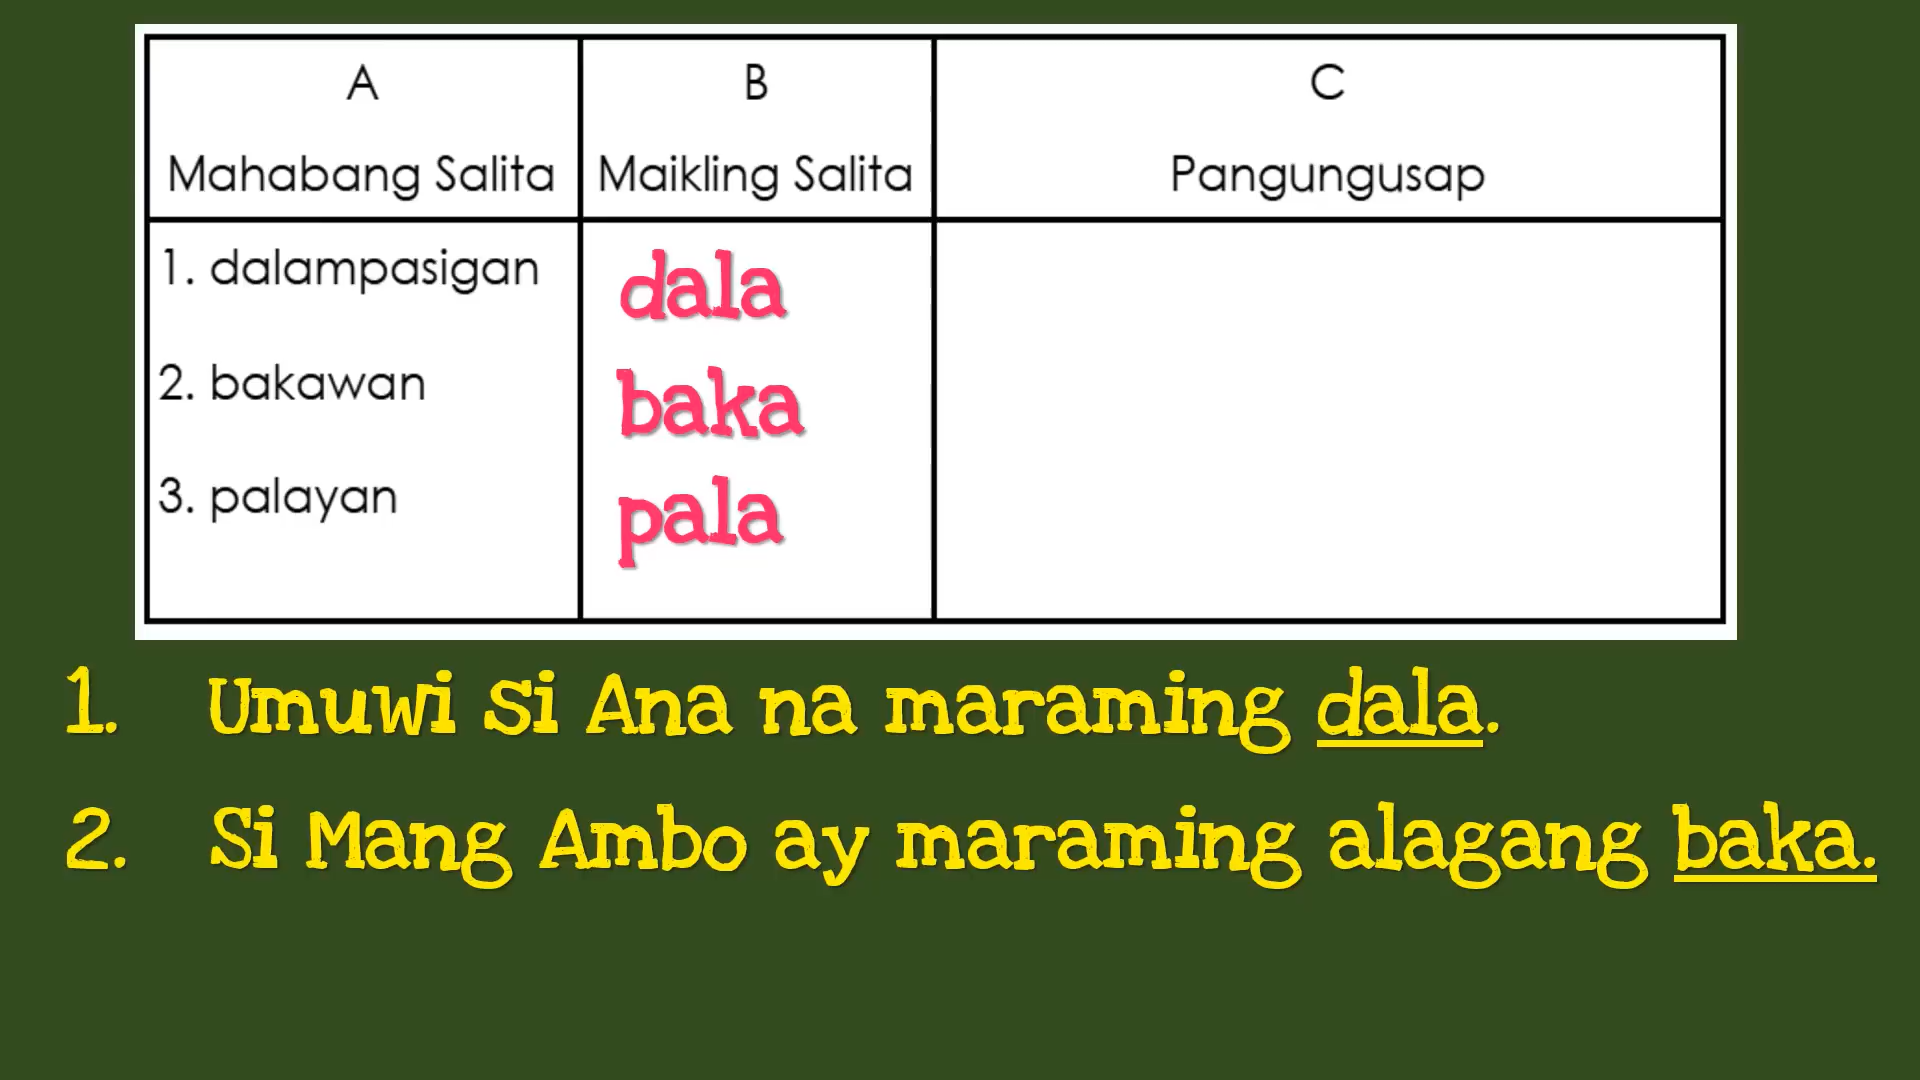 A B C
Mahabang Salita Maikling Salita Pangungusap
1. dalampasigan dala
2. bakawan baka
3. palayan pala
1. Umuwi si Ana na maraming dala.
2. Si Mang Ambo ay maraming alagang baka.